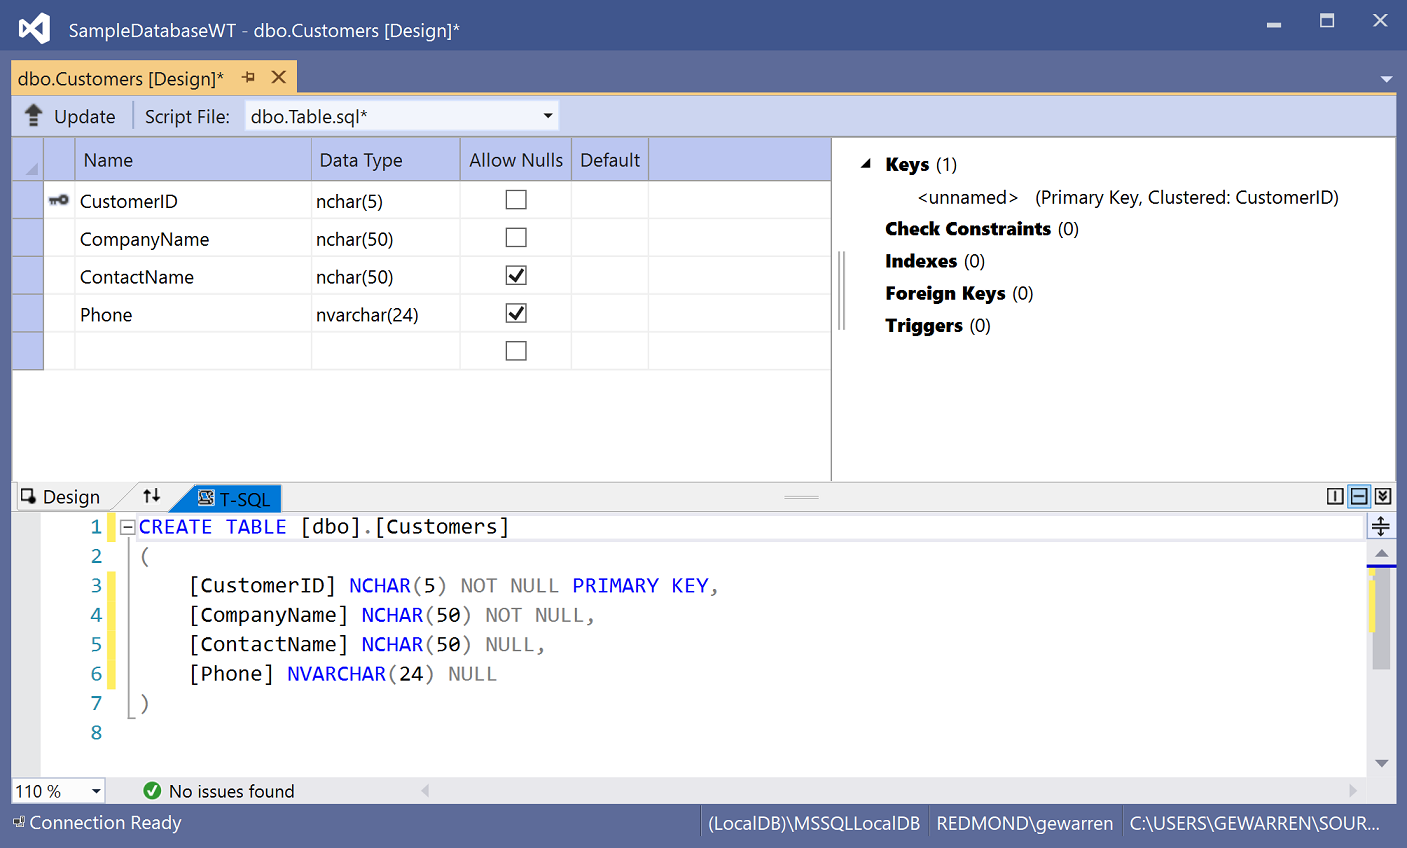 SampleDatabaseWT - dbo.Customers [Design]*
dbo.Customers [Design]*
Update Script File: dbo.Table.sql*
Name Data Type Allow Nulls Default
CustomerID nchar(5)
CompanyName nchar(50)
ContactName nchar(50)
Phone nvarchar(24)
Keys (1)
<unnamed> (Primary Key, Clustered: CustomerID)
Check Constraints (0)
Indexes (0)
Foreign Keys (0)
Triggers (0)
Design T-SQL
1 CREATE TABLE [dbo].[Customers]
2 (
3 [CustomerID] NCHAR(5) NOT NULL PRIMARY KEY,
4 [CompanyName] NCHAR(50) NOT NULL,
5 [ContactName] NCHAR(50) NULL,
6 [Phone] NVARCHAR(24) NULL
7 )
8
110 % No issues found
Connection Ready (LocalDB)\MSSQLLocalDB REDMOND\gewarren C:\USERS\GEWARREN\SOUR...